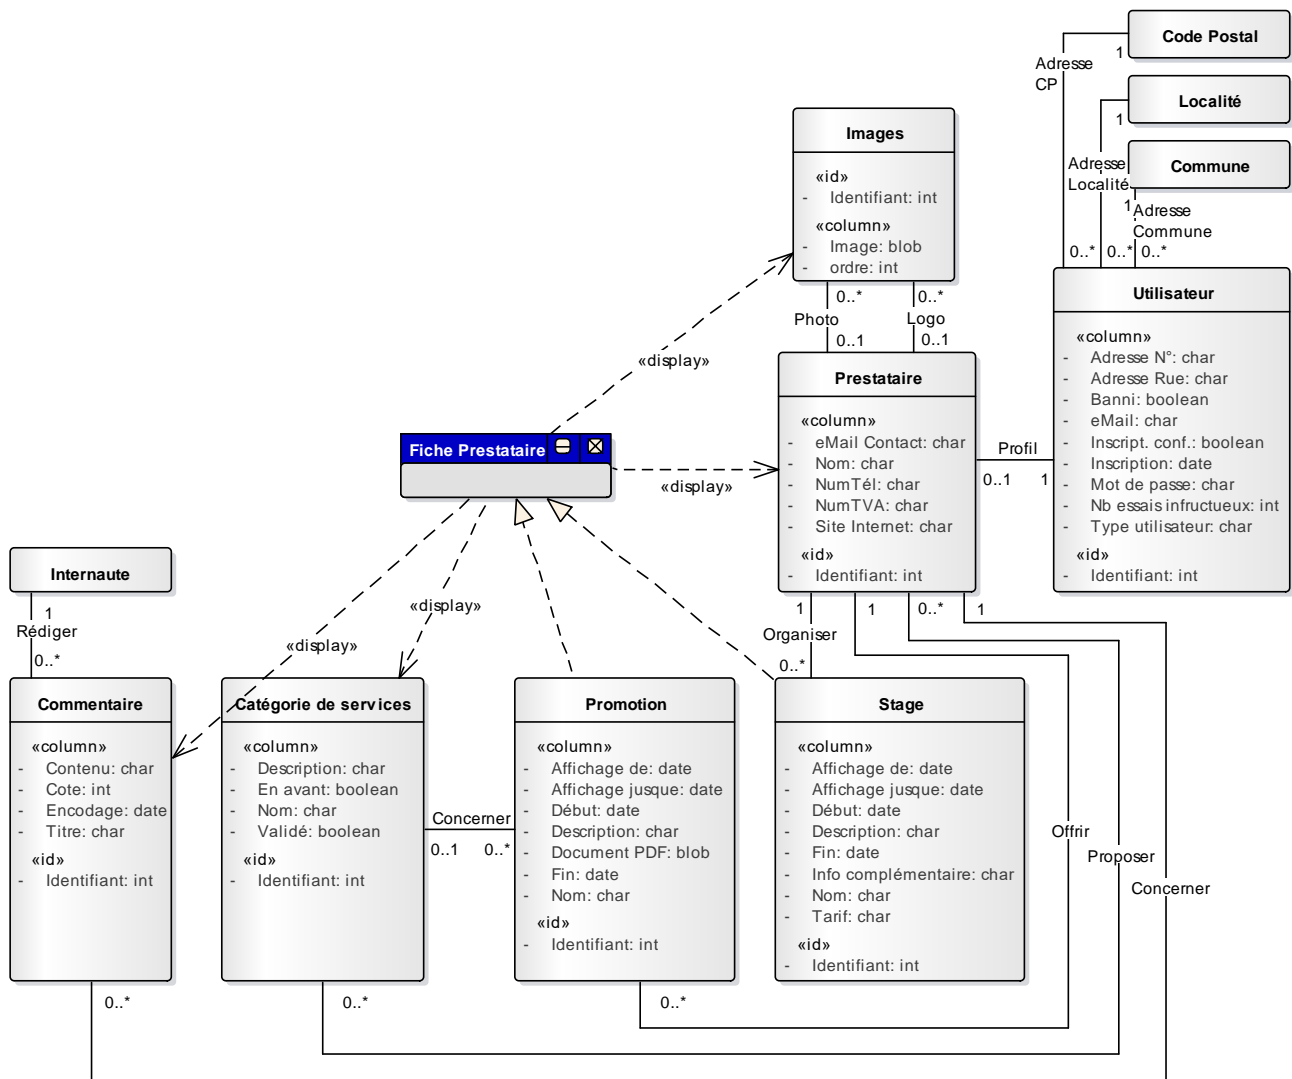 Code Postal
1
Adresse
CP
Localité
1
Adresse
Localité
Commune
1
Adresse
Commune
0..*
0..*
0..*
Images
«id»
- Identifiant: int
«column»
- Image: blob
- ordre: int
0..*
0..*
Photo
Logo
0..1
0..1
Utilisateur
«column»
- Adresse N°: char
- Adresse Rue: char
- Banni: boolean
- eMail: char
- Inscript. conf.: boolean
- Inscription: date
- Mot de passe: char
- Nb essais infructueux: int
- Type utilisateur: char
«id»
- Identifiant: int
Prestataire
«column»
- eMail Contact: char
- Nom: char
- NumTél: char
- NumTVA: char
- Site Internet: char
«id»
- Identifiant: int
Profil
0..1
1
«display»
Fiche Prestataire
«display»
«display»
«display»
Internaute
1
Rédiger
0..*
1
1
0..*
1
Organiser
0..*
Commentaire
«column»
- Contenu: char
- Cote: int
- Encodage: date
- Titre: char
«id»
- Identifiant: int
0..*
Catégorie de services
«column»
- Description: char
- En avant: boolean
- Nom: char
- Validé: boolean
«id»
- Identifiant: int
0..*
Concerner
0..1
0..*
Promotion
«column»
- Affichage de: date
- Affichage jusque: date
- Début: date
- Description: char
- Document PDF: blob
- Fin: date
- Nom: char
«id»
- Identifiant: int
0..*
Stage
«column»
- Affichage de: date
- Affichage jusque: date
- Début: date
- Description: char
- Fin: date
- Info complémentaire: char
- Nom: char
- Tarif: char
«id»
- Identifiant: int
Offrir
Proposer
Concerner